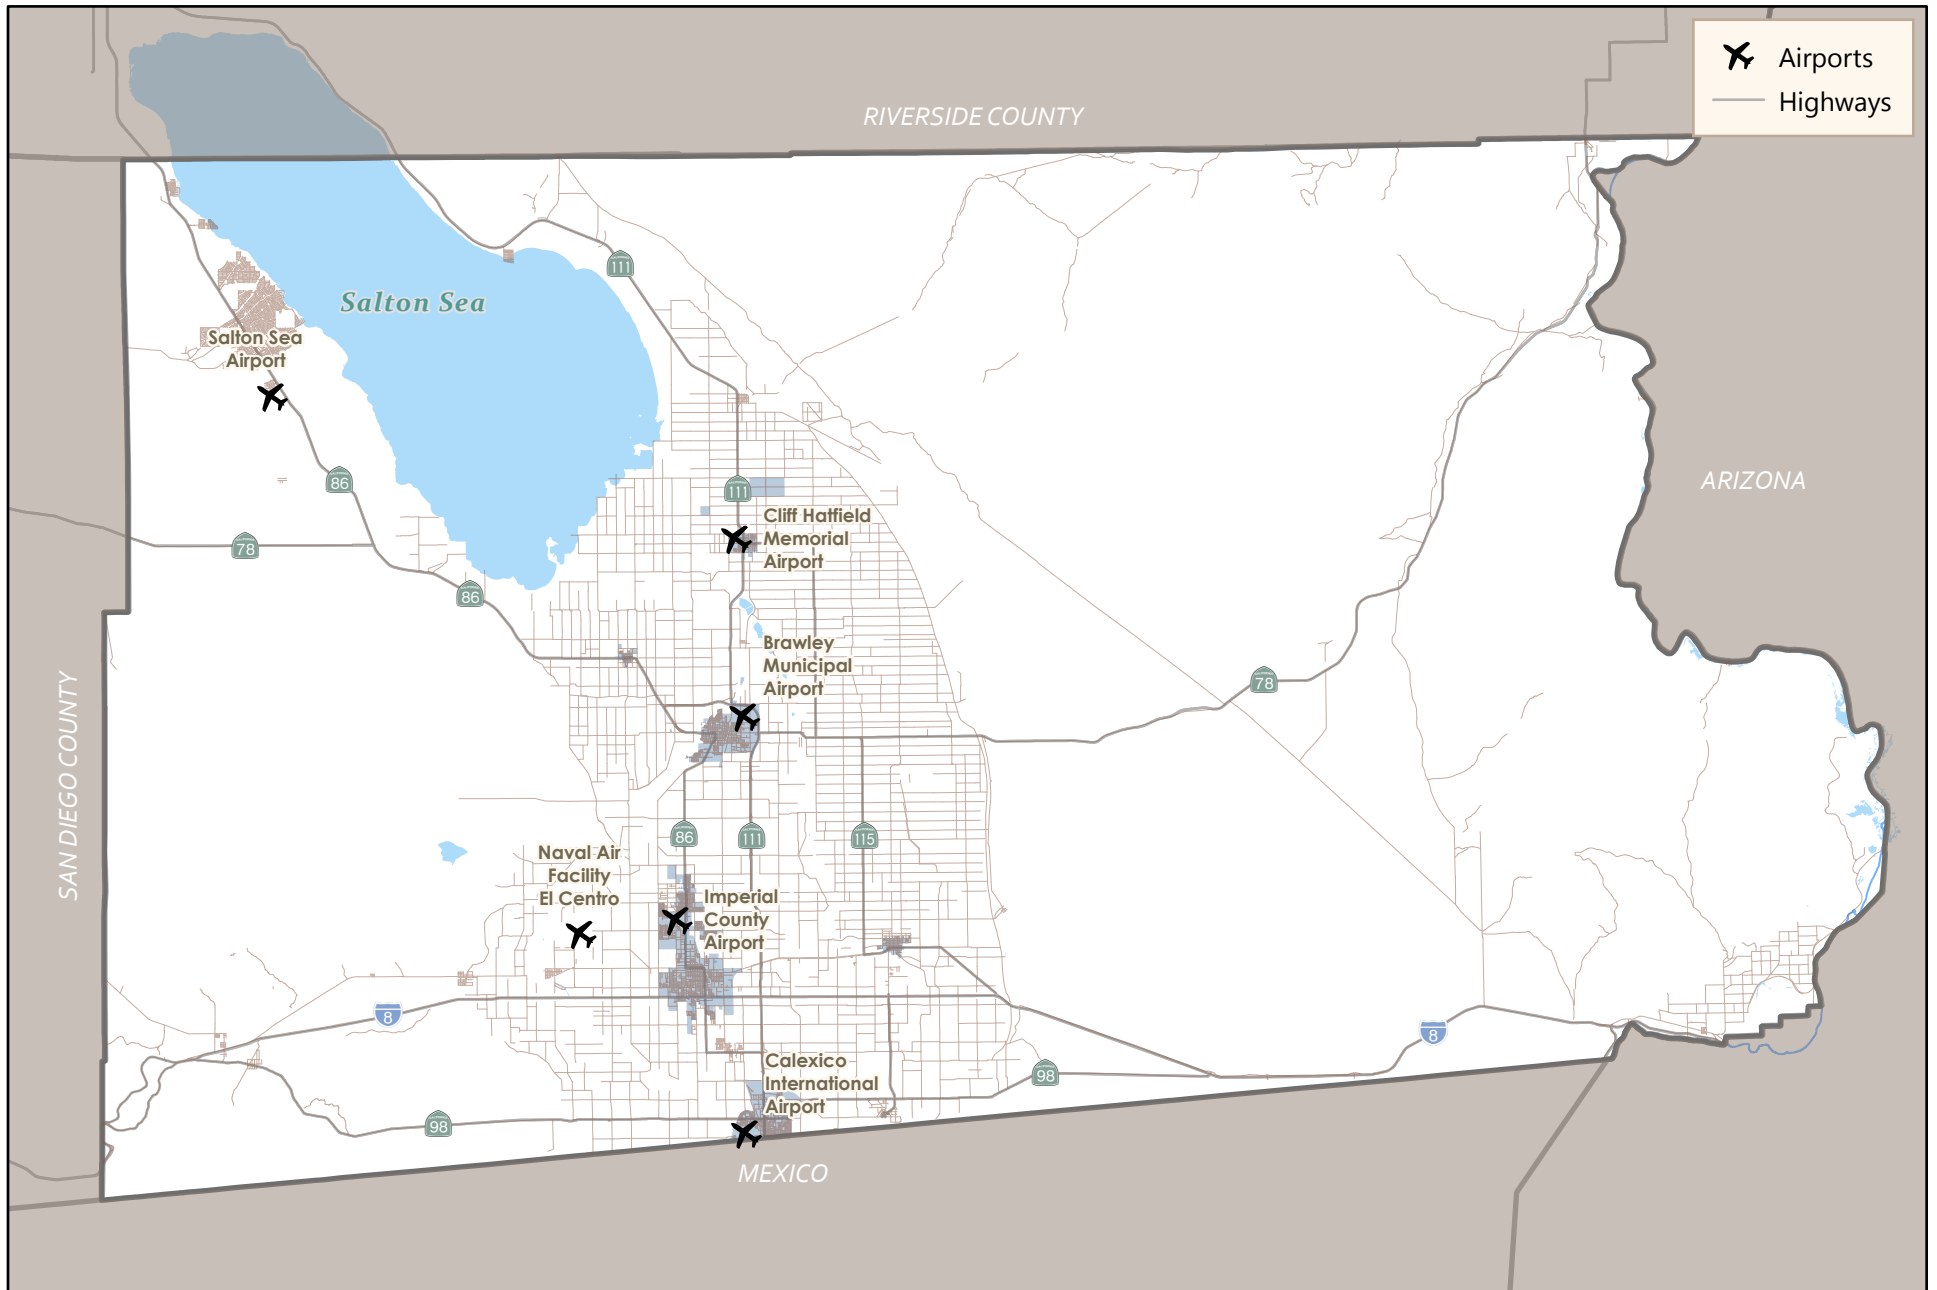 Airports
Highways
RIVERSIDE COUNTY
111
Salton Sea
Salton Sea
Airport
86
111
ARIZONA
Cliff Hatfield
Memorial
Airport
78
86
Brawley
Municipal
Airport
78
SAN DIEGO COUNTY
86
111
115
Naval Air
Facility
El Centro
Imperial
County
Airport
8
8
Calexico
International
Airport
98
98
MEXICO